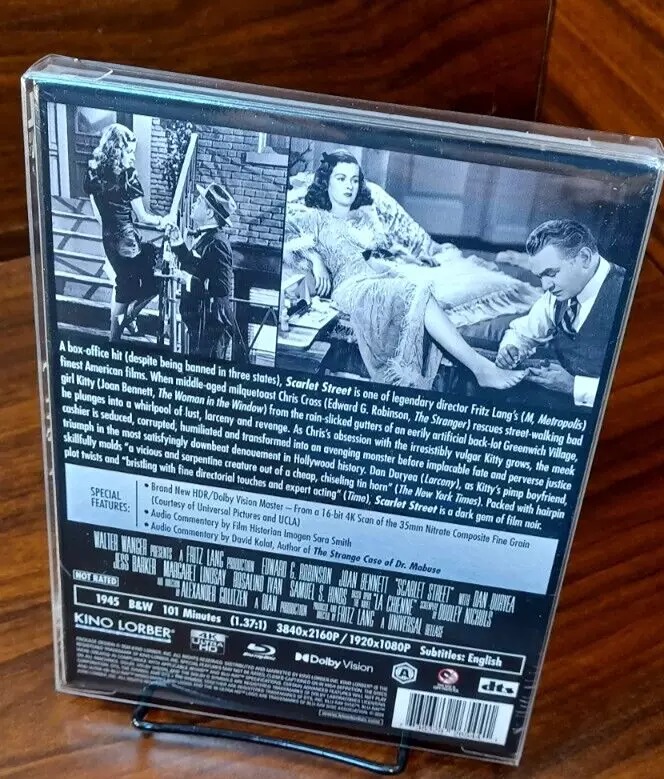 A box-office hit (despite being banned in three states), Scarlet Street is one of legendary director Fritz Lang's (M, Metropolis)
finest American films. When middle-aged milquetoast Chris Cross (Edward G. Robinson, The Stranger) rescues street-walking bad
girl Kitty (Joan Bennett, The Woman in the Window) from the rain-slicked gutters of an eerily artificial back-lot Greenwich Village,
he plunges into a whirlpool of lust, larceny and revenge. As Chris's obsession with the irresistibly vulgar Kitty grows, the meek
cashier is seduced, corrupted, humiliated and transformed into an avenging monster before implacable fate and perverse justice
triumph in the most satisfyingly downbeat denouement in Hollywood history. Dan Duryea (Larceny), as Kitty's pimp boyfriend,
skillfully molds "a vicious and serpentine creature out of a cheap, chiseling tin horn" (The New York Times). Packed with hairpin
plot twists and "bristling with fine directorial touches and expert acting" (Time), Scarlet Street is a dark gem of film noir.
SPECIAL
FEATURES:
• Brand New HDR/Dolby Vision Master – From a 16-bit 4K Scan of the 35mm Nitrate Composite Fine Grain
(Courtesy of Universal Pictures and UCLA)
• Audio Commentary by Film Historian Imogen Sara Smith
• Audio Commentary by David Kalat, Author of The Strange Case of Dr. Mabuse
WALTER WANGER PRESENTS A FRITZ LANG PRODUCTION EDWARD G. ROBINSON JOAN BENNETT "SCARLET STREET" WITH DAN DURYEA
JESS BARKER MARGARET LINDSAY ROSALIND IVAN SAMUEL S. HINDS BASED ON "LA CHIENNE" SCREENPLAY BY DUDLEY NICHOLS
ALEXANDER GOLITZEN A DIANA PRODUCTION PRODUCED AND DIRECTED BY FRITZ LANG A UNIVERSAL RELEASE
NOT RATED
1945 B&W 101 Minutes (1.37:1) 3840x2160P / 1920x1080P Subtitles: English
KINO LORBER
4K ULTRA HD
Blu-ray
Dolby Vision
A
dts